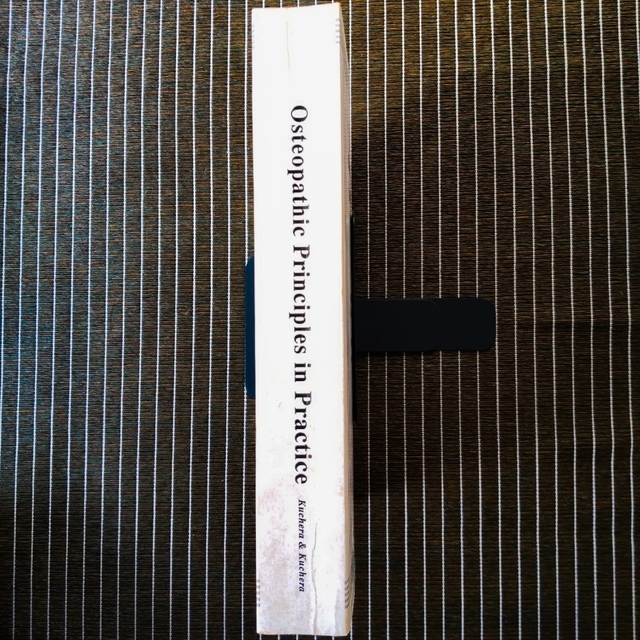 Osteopathic Principles in Practice
Kuchera & Kuchera